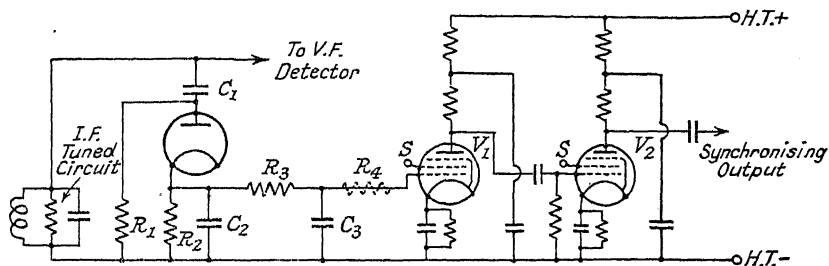 H.T.+
To V.F.
Detector
C1
I.F.
Tuned
Circuit
R3
R4
S
V1
S
V2
Synchronising
Output
R1
R2
C2
C3
H.T.-